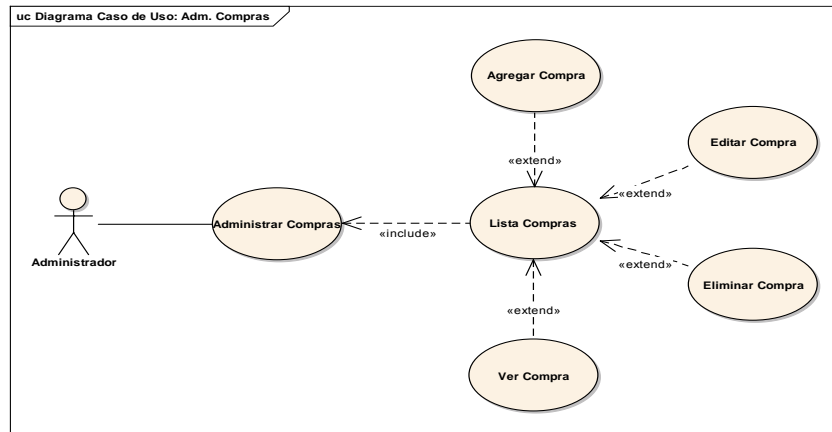 uc Diagrama Caso de Uso: Adm. Compras
Agregar Compra
«extend»
Editar Compra
«extend»
Administrador
Administrar Compras
«include»
Lista Compras
«extend»
Eliminar Compra
«extend»
Ver Compra